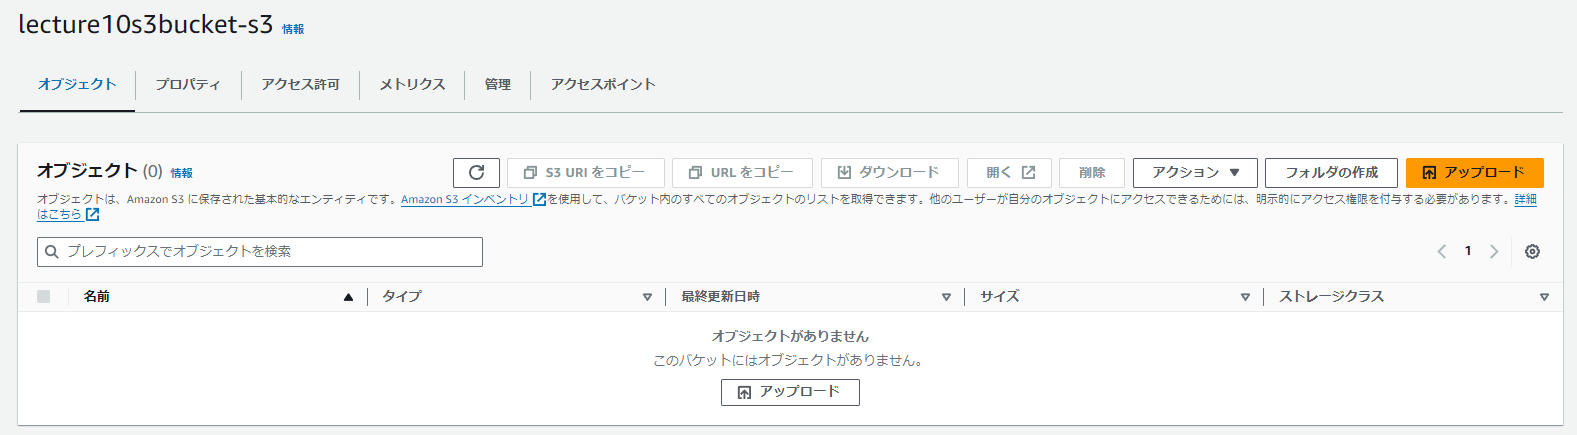 lecture10s3bucket-s3 情報
オブジェクト プロパティ アクセス許可 メトリクス 管理 アクセスポイント
オブジェクト (0) 情報 S3 URI をコピー URL をコピー ダウンロード 開く 削除 アクション フォルダの作成 アップロード
オブジェクトは、Amazon S3 に保存された基本的なエンティティです。Amazon S3 インベントリ を使用して、バケット内のすべてのオブジェクトのリストを取得できます。他のユーザーが自分のオブジェクトにアクセスできるためには、明示的にアクセス権限を付与する必要があります。詳細
はこちら
プレフィックスでオブジェクトを検索 1
名前 タイプ 最終更新日時 サイズ ストレージクラス
オブジェクトがありません
このバケットにはオブジェクトがありません。
アップロード